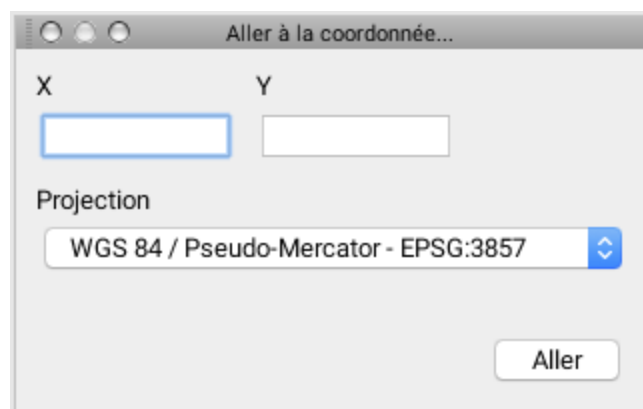 Aller à la coordonnée...
X Y
Projection
WGS 84 / Pseudo-Mercator - EPSG:3857
Aller